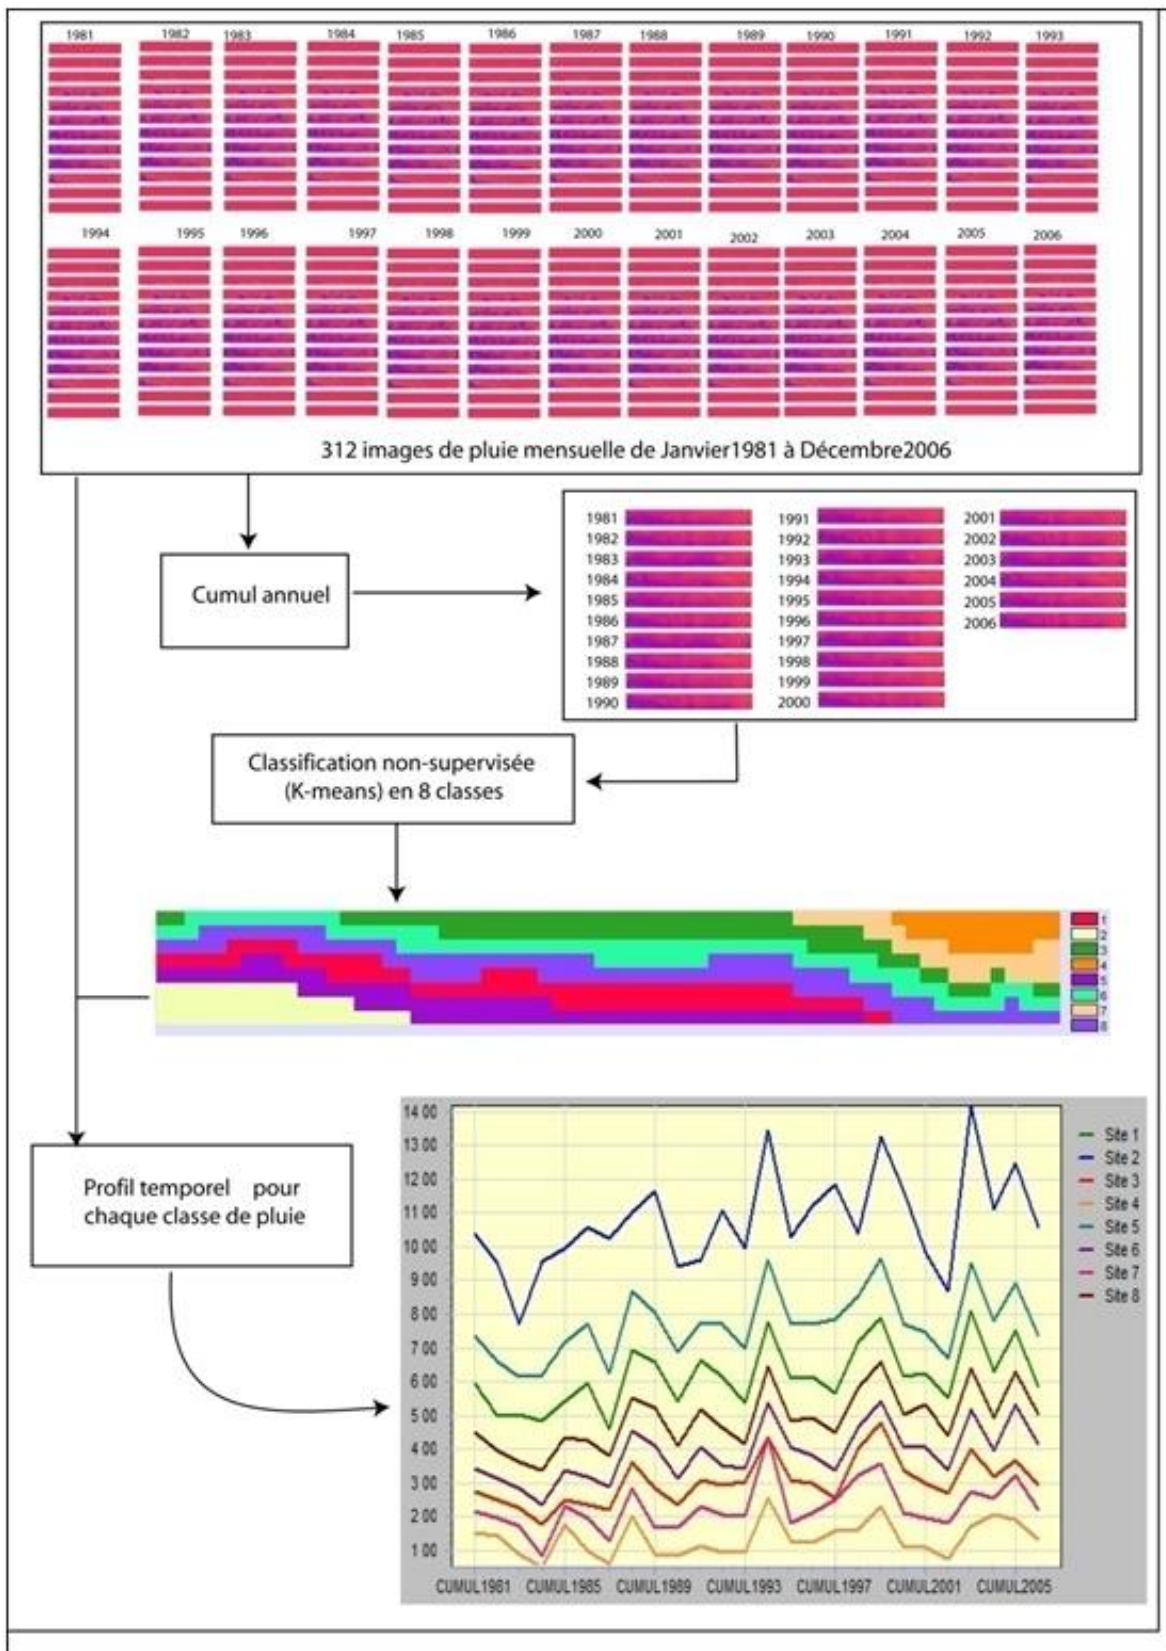 1981 1982 1983 1984 1985 1986 1987 1988 1989 1990 1991 1992 1993
1994 1995 1996 1997 1998 1999 2000 2001 2002 2003 2004 2005 2006
312 images de pluie mensuelle de Janvier1981 à Décembre2006
Cumul annuel
1981
1982
1983
1984
1985
1986
1987
1988
1989
1990
1991
1992
1993
1994
1995
1996
1997
1998
1999
2000
2001
2002
2003
2004
2005
2006
Classification non-supervisée
(K-means) en 8 classes
1
2
3
4
5
6
7
8
Profil temporel pour
chaque classe de pluie
14 00
13 00
12 00
11 00
10 00
9 00
8 00
7 00
6 00
5 00
4 00
3 00
2 00
1 00
CUMUL1981 CUMUL1985 CUMUL1989 CUMUL1993 CUMUL1997 CUMUL2001 CUMUL2005
Site 1
Site 2
Site 3
Site 4
Site 5
Site 6
Site 7
Site 8